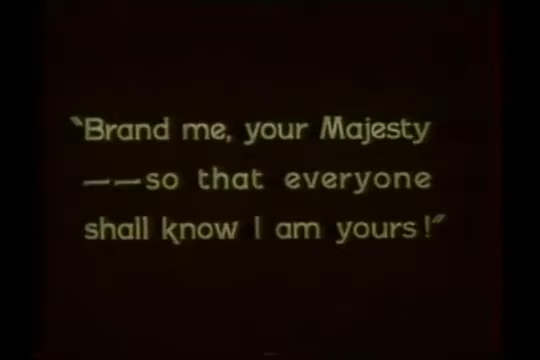 "Brand me, your Majesty
——so that everyone
shall know I am yours!"